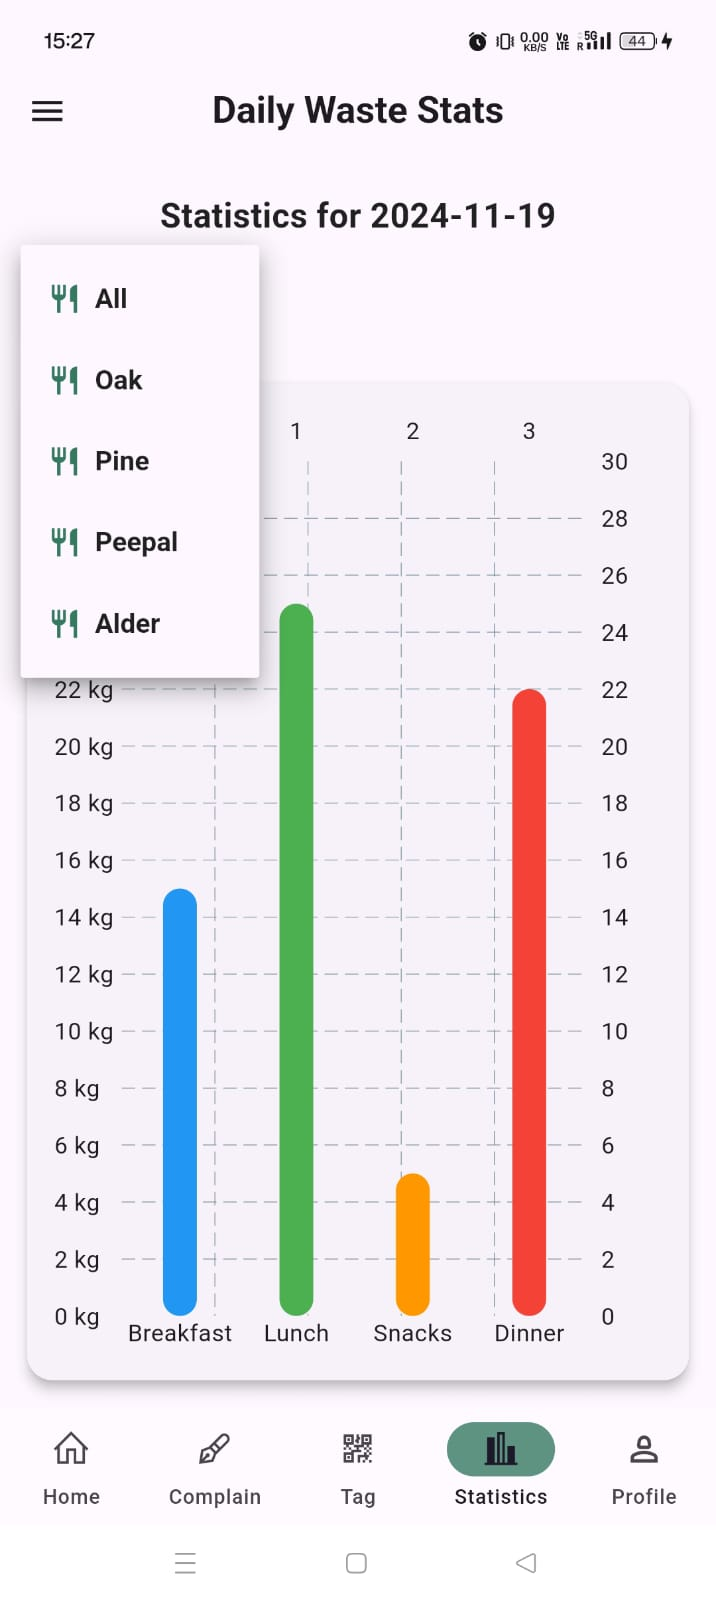 15:27
0.00 KB/S Vo LTE R 5G 44
Daily Waste Stats
Statistics for 2024-11-19
All
Oak
Pine
Peepal
Alder
1 2 3
30
28
26
24
22 kg 22
20 kg 20
18 kg 18
16 kg 16
14 kg 14
12 kg 12
10 kg 10
8 kg 8
6 kg 6
4 kg 4
2 kg 2
0 kg 0
Breakfast Lunch Snacks Dinner
Home Complain Tag Statistics Profile